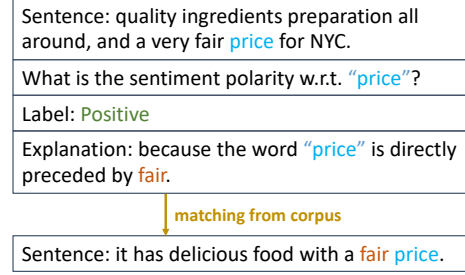 Sentence: quality ingredients preparation all
around, and a very fair price for NYC.
What is the sentiment polarity w.r.t. “price”?
Label: Positive
Explanation: because the word “price” is directly
preceded by fair.
matching from corpus
Sentence: it has delicious food with a fair price.